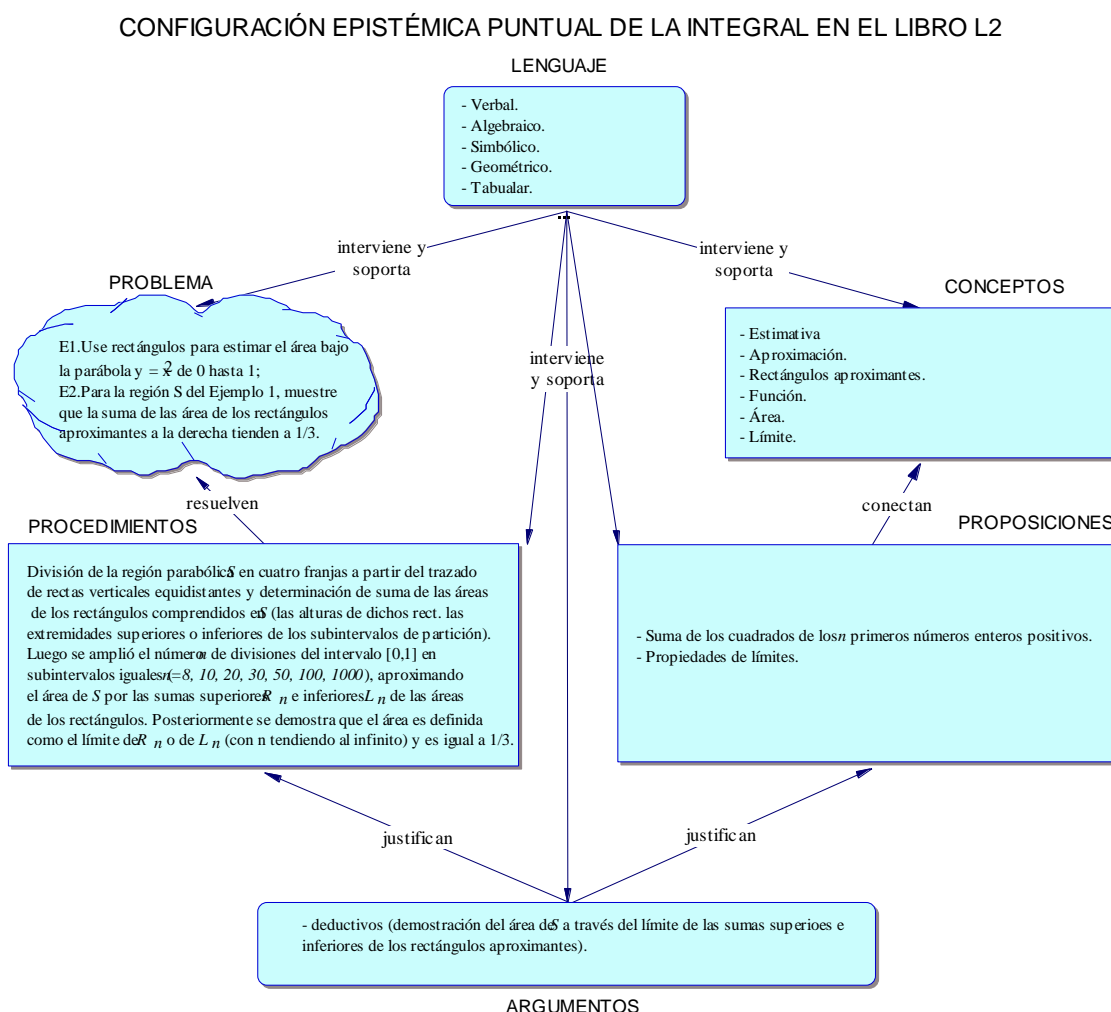 CONFIGURACIÓN EPISTÉMICA PUNTUAL DE LA INTEGRAL EN EL LIBRO L2
LENGUAJE
- Verbal.
- Algebraico.
- Simbólico.
- Geométrico.
- Tabualar.
interviene y
soporta
interviene y
soporta
PROBLEMA
E1.Use rectángulos para estimar el área bajo
la parábola y = x² de 0 hasta 1;
E2.Para la región S del Ejemplo 1, muestre
que la suma de las área de los rectángulos
aproximantes a la derecha tienden a 1/3.
interviene
y soporta
CONCEPTOS
- Estimativa
- Aproximación.
- Rectángulos aproximantes.
- Función.
- Área.
- Límite.
resuelven
conectan
PROCEDIMIENTOS
División de la región parabólica S en cuatro franjas a partir del trazado
de rectas verticales equidistantes y determinación de suma de las áreas
de los rectángulos comprendidos en S (las alturas de dichos rect. las
extremidades superiores o inferiores de los subintervalos de partición).
Luego se amplió el número n de divisiones del intervalo [0,1] en
subintervalos iguales (n=8, 10, 20, 30, 50, 100, 1000), aproximando
el área de S por las sumas superiores R n e inferiores L n de las áreas
de los rectángulos. Posteriormente se demostra que el área es definida
como el límite de R n o de L n (con n tendiendo al infinito) y es igual a 1/3.
PROPOSICIONES
- Suma de los cuadrados de los n primeros números enteros positivos.
- Propiedades de límites.
justifican
justifican
- deductivos (demostración del área de S a través del límite de las sumas superioes e
inferiores de los rectángulos aproximantes).
ARGUMENTOS